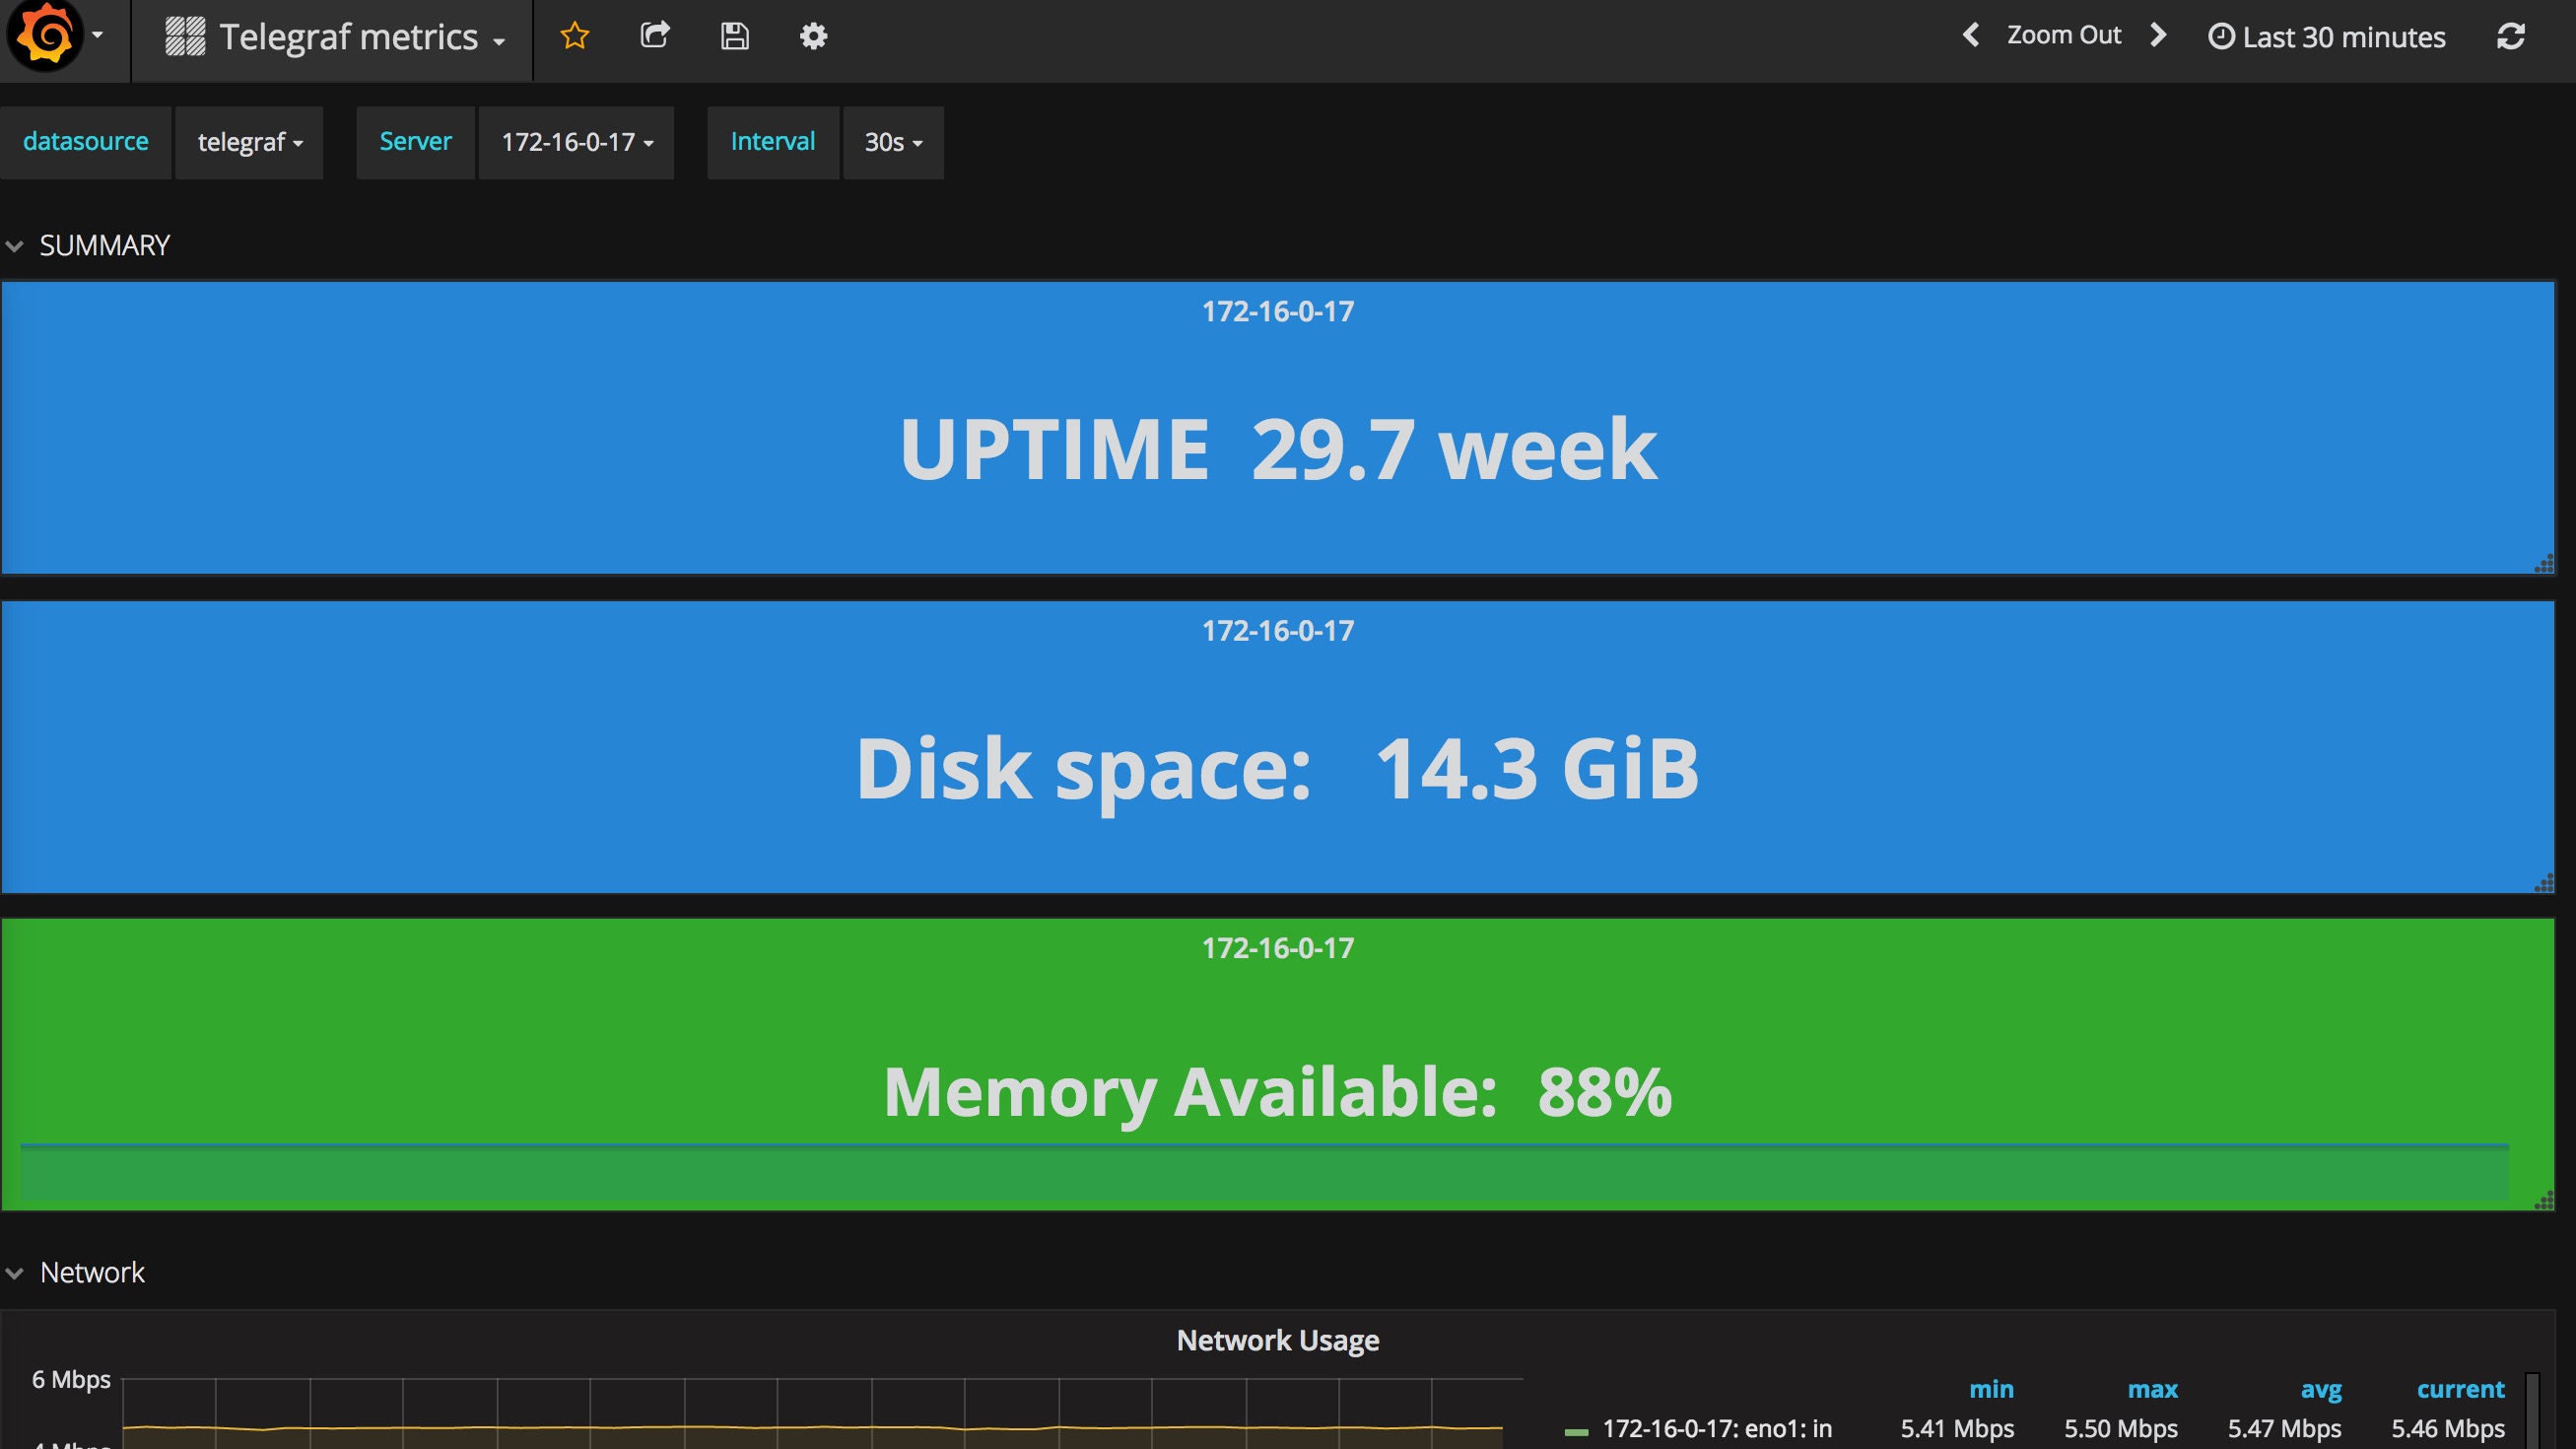 Telegraf metrics
Zoom Out
Last 30 minutes
datasource telegraf Server 172-16-0-17 Interval 30s
SUMMARY
172-16-0-17
UPTIME 29.7 week
172-16-0-17
Disk space: 14.3 GiB
172-16-0-17
Memory Available: 88%
Network
Network Usage
6 Mbps
min max avg current
172-16-0-17: eno1: in 5.41 Mbps 5.50 Mbps 5.47 Mbps 5.46 Mbps